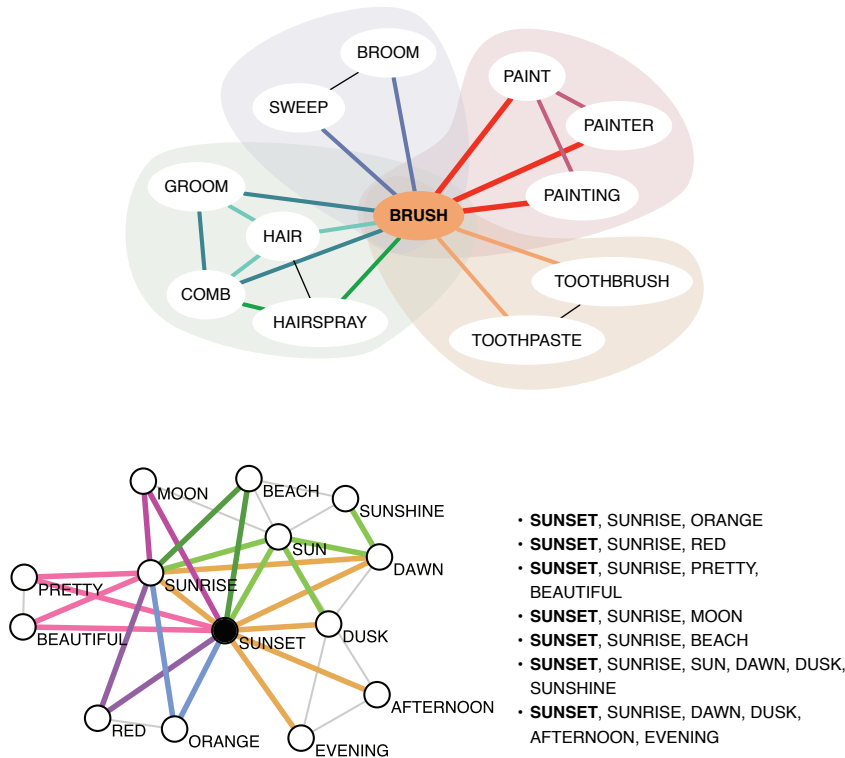 BROOM
PAINT
SWEEP
PAINTER
GROOM
PAINTING
BRUSH
HAIR
TOOTHBRUSH
COMB
HAIRSPRAY
TOOTHPASTE
MOON
BEACH
SUNSHINE
SUN
DAWN
SUNRISE
PRETTY
BEAUTIFUL
DUSK
SUNSET
AFTERNOON
RED
ORANGE
EVENING
• SUNSET, SUNRISE, ORANGE
• SUNSET, SUNRISE, RED
• SUNSET, SUNRISE, PRETTY,
BEAUTIFUL
• SUNSET, SUNRISE, MOON
• SUNSET, SUNRISE, BEACH
• SUNSET, SUNRISE, SUN, DAWN, DUSK,
SUNSHINE
• SUNSET, SUNRISE, DAWN, DUSK,
AFTERNOON, EVENING